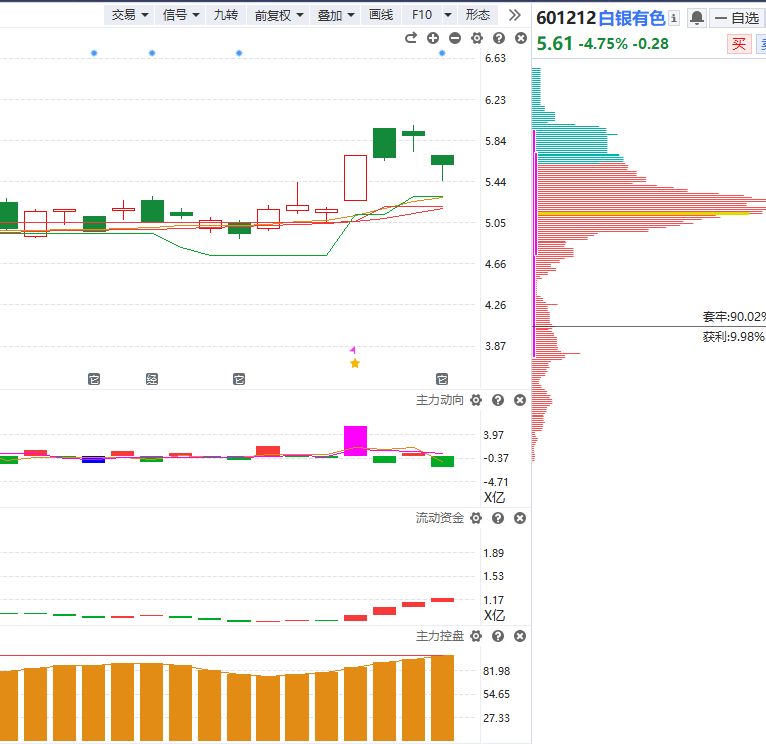 交易 信号 九转 前复权 叠加 画线 F10 形态
601212 白银有色 自选
5.61 -4.75% -0.28 买
6.63
6.23
5.84
5.44
5.05
4.66
4.26
3.87
套牢:90.02%
获利:9.98%
它 经 它 它
主力动向
3.97
-0.37
-4.71
X亿
流动资金
1.89
1.53
1.17
X亿
主力控盘
81.98
54.65
27.33